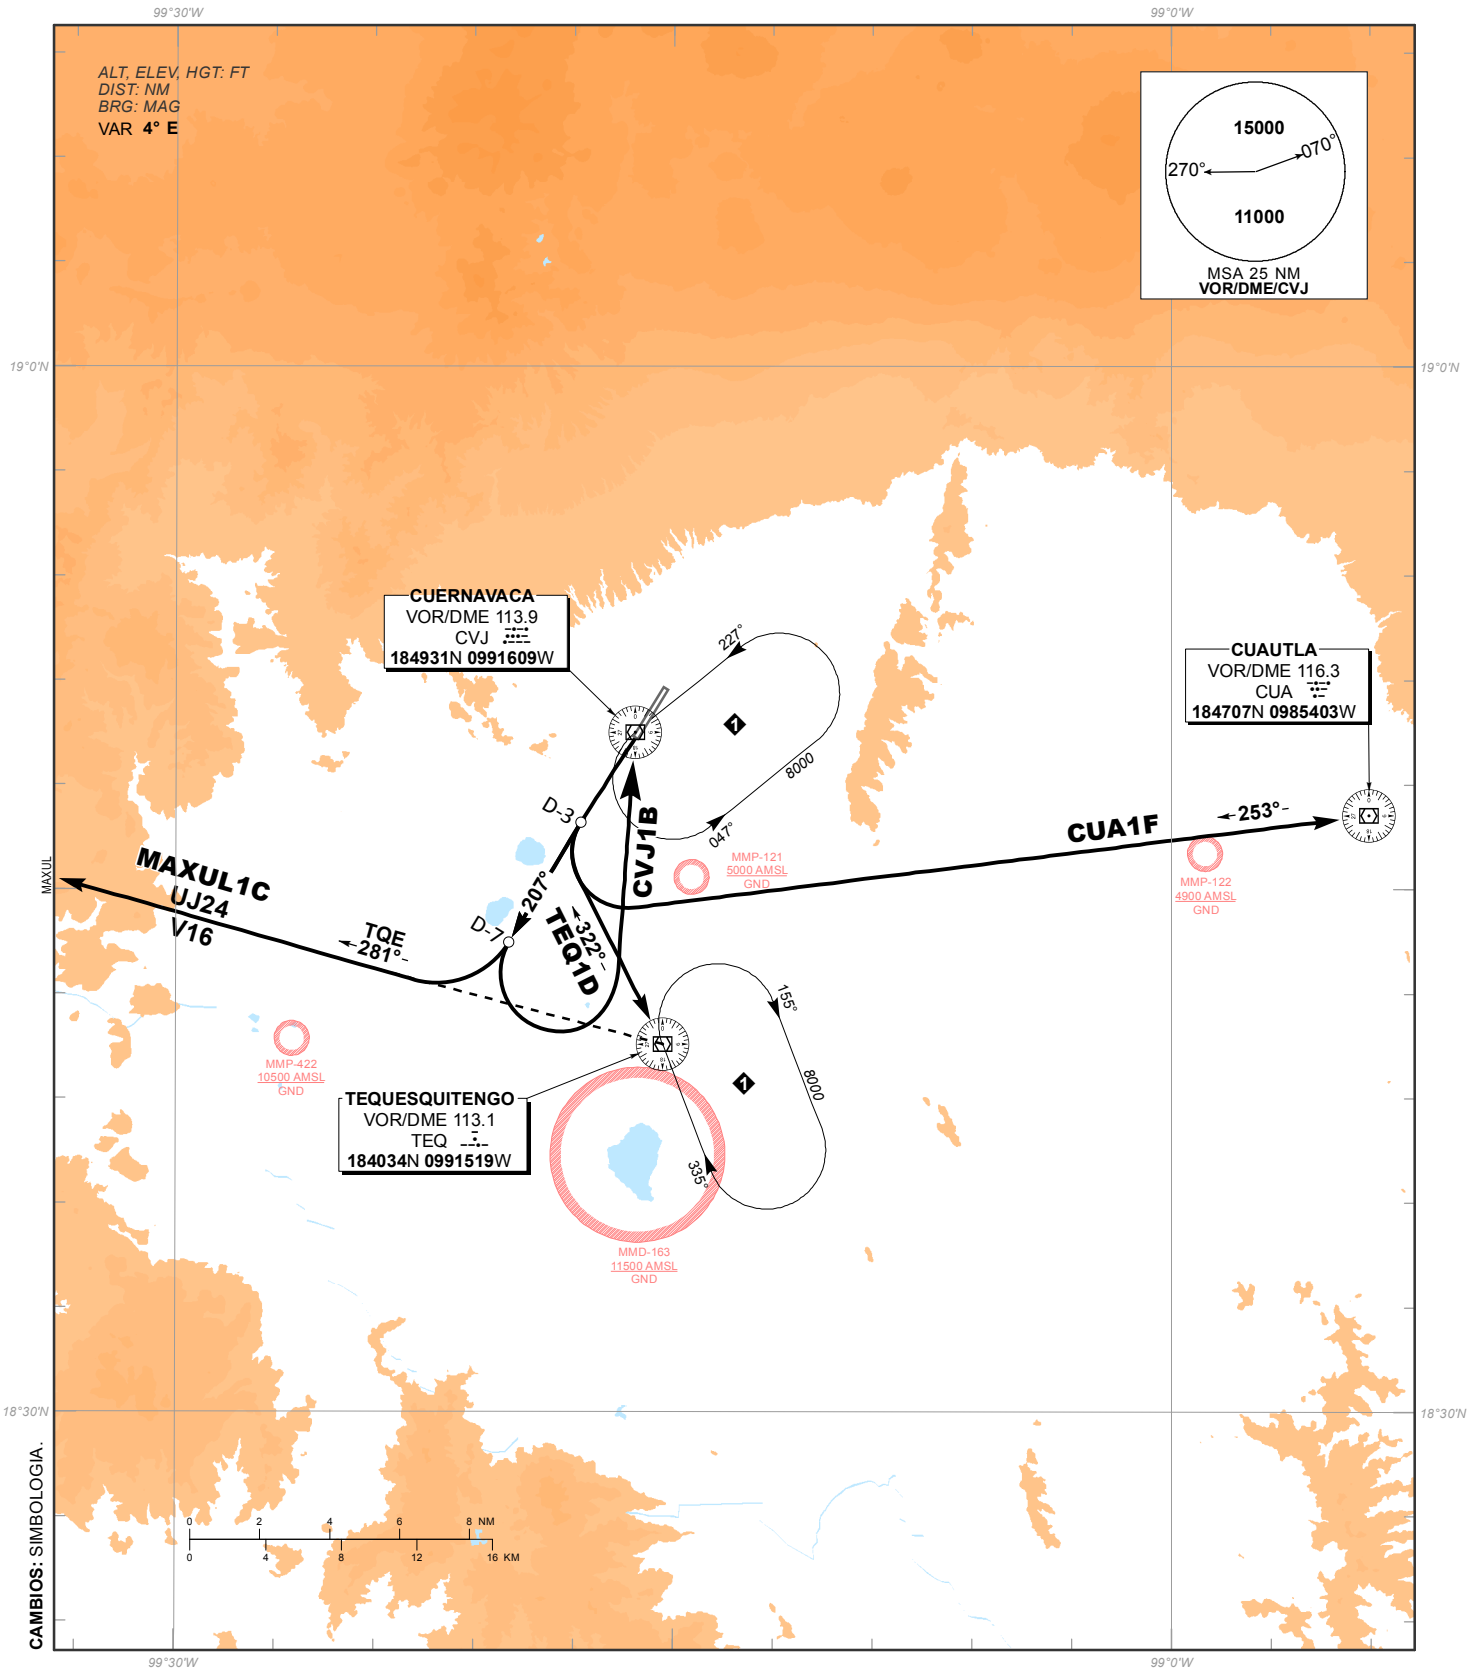 99°30'W
99°0'W
ALT, ELEV, HGT: FT
DIST: NM
BRG: MAG
VAR 4° E
15000
070°
270°
11000
MSA 25 NM
VOR/DME/CVJ
19°0'N
19°0'N
CUERNAVACA
VOR/DME 113.9
CVJ
184931N 0991609W
227°
1
8000
047°
CUAUTLA
VOR/DME 116.3
CUA
184707N 0985403W
D-3
CVJ1B
CUA1F
253°
MMP-121
5000 AMSL
GND
MMP-122
4900 AMSL
GND
MAXUL
MAXUL1C
UJ24
V16
TQE
281°
207°
D-7
322°
TEQ1D
155°
8000
1
335°
MMP-422
10500 AMSL
GND
TEQUESQUITENGO
VOR/DME 113.1
TEQ
184034N 0991519W
MMD-163
11500 AMSL
GND
18°30'N
18°30'N
CAMBIOS: SIMBOLOGIA.
0 2 4 6 8 NM
0 4 8 12 16 KM
99°30'W
99°0'W